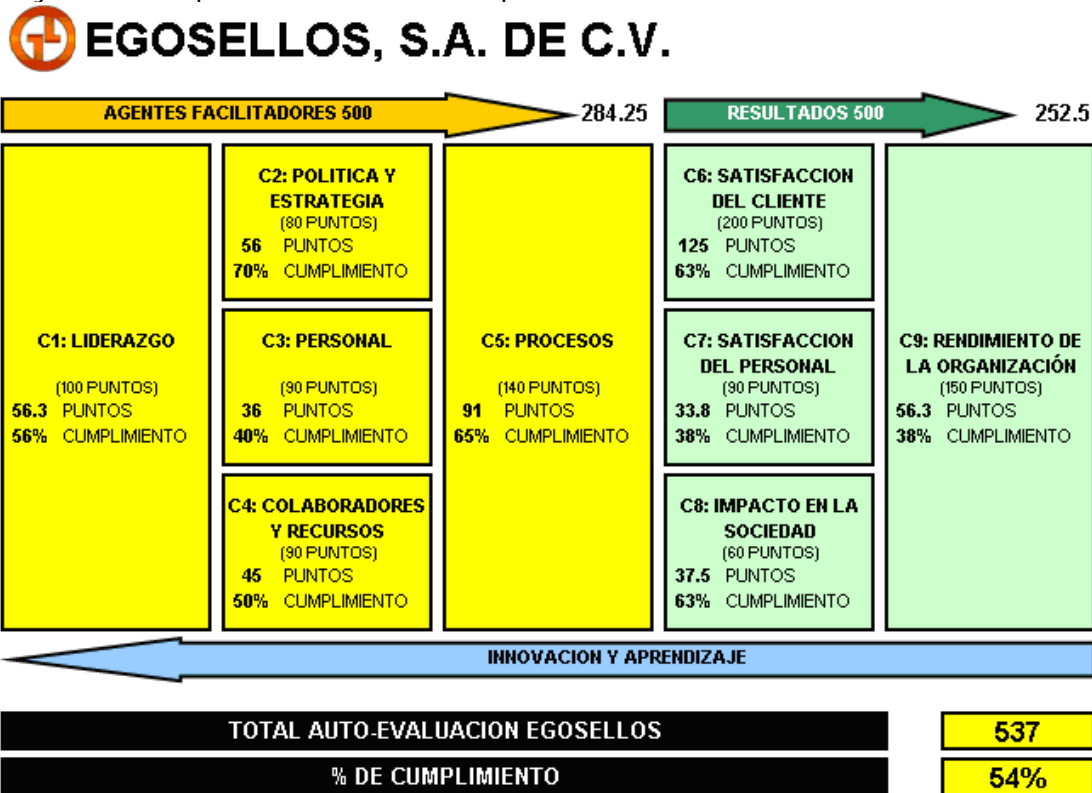 EGOSELLOS, S.A. DE C.V.
AGENTES FACILITADORES 500
284.25
RESULTADOS 500
252.5
C1: LIDERAZGO
(100 PUNTOS)
56.3 PUNTOS
56% CUMPLIMIENTO
C2: POLITICA Y
ESTRATEGIA
(80 PUNTOS)
56 PUNTOS
70% CUMPLIMIENTO
C3: PERSONAL
(90 PUNTOS)
36 PUNTOS
40% CUMPLIMIENTO
C4: COLABORADORES
Y RECURSOS
(90 PUNTOS)
45 PUNTOS
50% CUMPLIMIENTO
C5: PROCESOS
(140 PUNTOS)
91 PUNTOS
65% CUMPLIMIENTO
C6: SATISFACCION
DEL CLIENTE
(200 PUNTOS)
125 PUNTOS
63% CUMPLIMIENTO
C7: SATISFACCION
DEL PERSONAL
(90 PUNTOS)
33.8 PUNTOS
38% CUMPLIMIENTO
C8: IMPACTO EN LA
SOCIEDAD
(60 PUNTOS)
37.5 PUNTOS
63% CUMPLIMIENTO
C9: RENDIMIENTO DE
LA ORGANIZACIÓN
(150 PUNTOS)
56.3 PUNTOS
38% CUMPLIMIENTO
INNOVACION Y APRENDIZAJE
TOTAL AUTO-EVALUACION EGOSELLOS
537
% DE CUMPLIMIENTO
54%